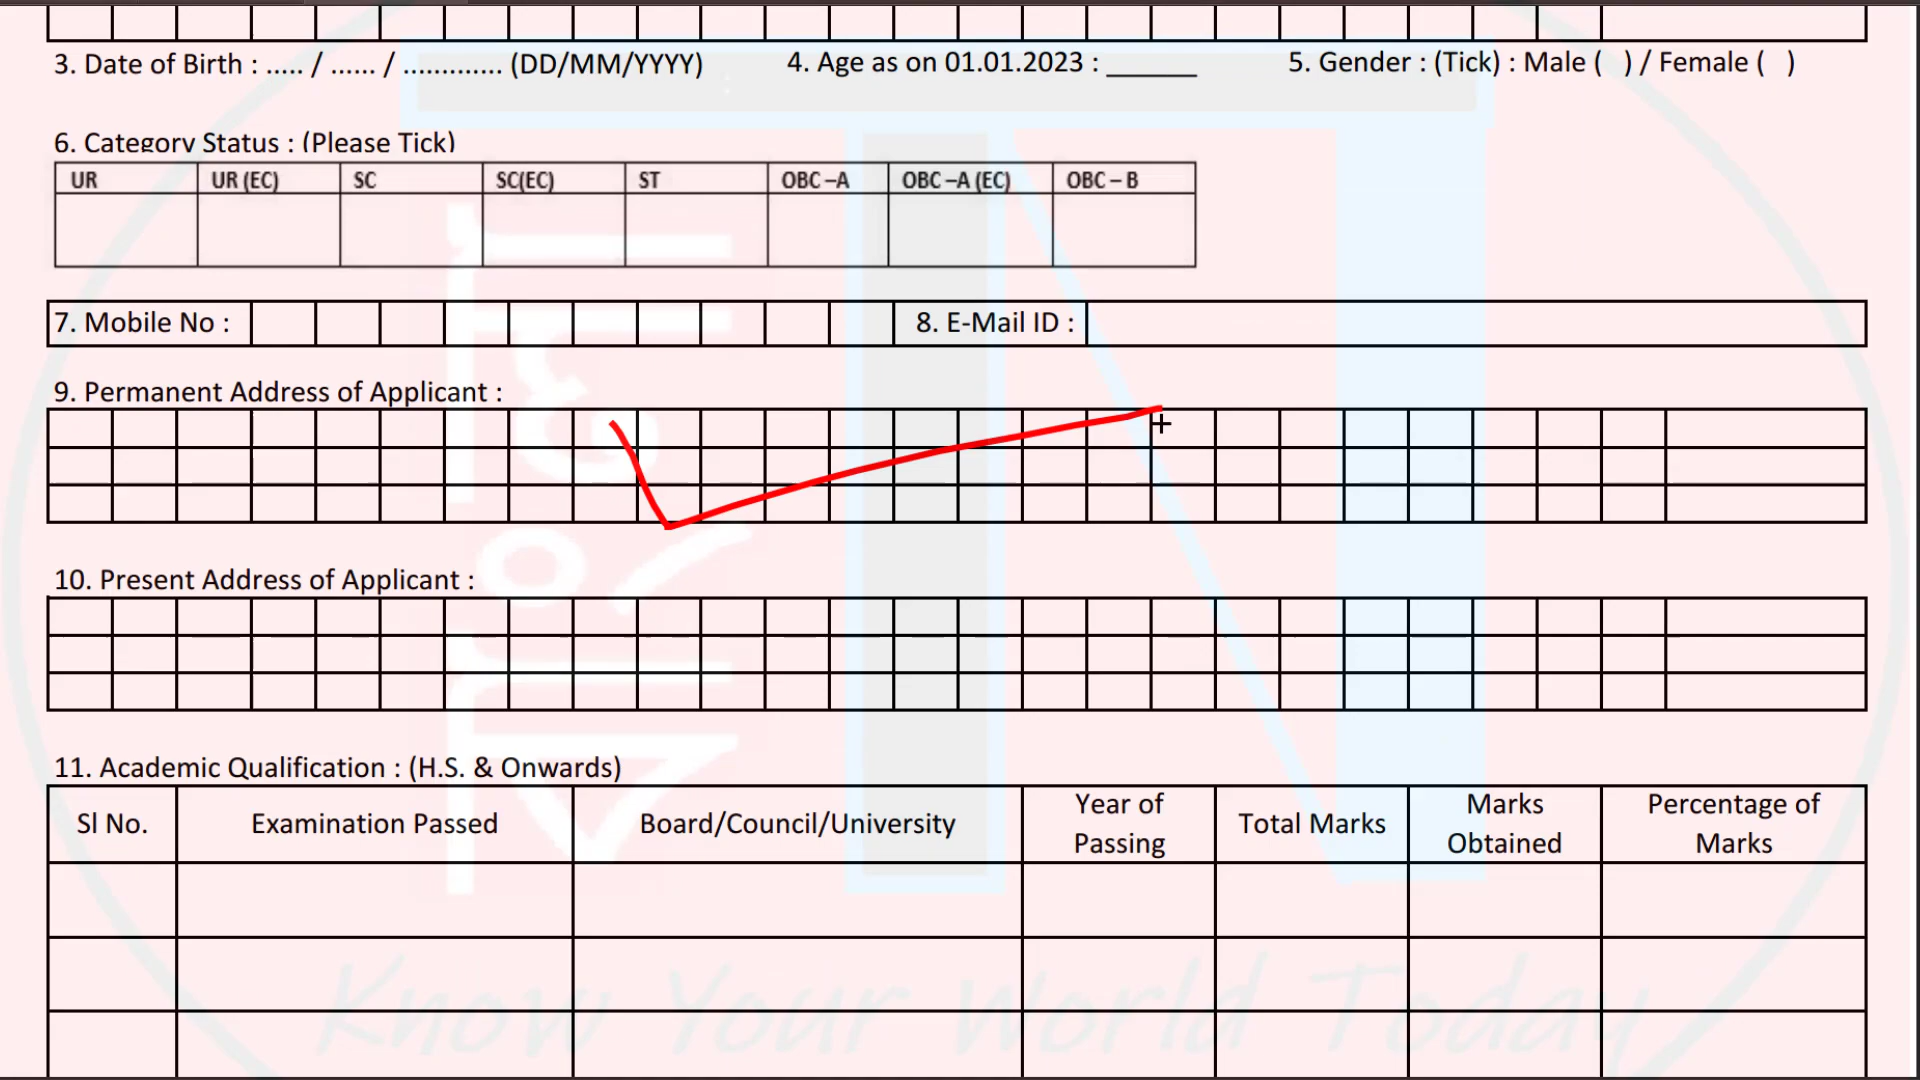 3. Date of Birth : ..... / ...... / ............. (DD/MM/YYYY) 4. Age as on 01.01.2023 : ______ 5. Gender : (Tick) : Male ( ) / Female ( )
6. Category Status : (Please Tick)
UR UR (EC) SC SC(EC) ST OBC –A OBC –A (EC) OBC – B
7. Mobile No : 8. E-Mail ID :
9. Permanent Address of Applicant :
10. Present Address of Applicant :
11. Academic Qualification : (H.S. & Onwards)
Sl No. Examination Passed Board/Council/University Year of Passing Total Marks Marks Obtained Percentage of Marks
Know Your World Today